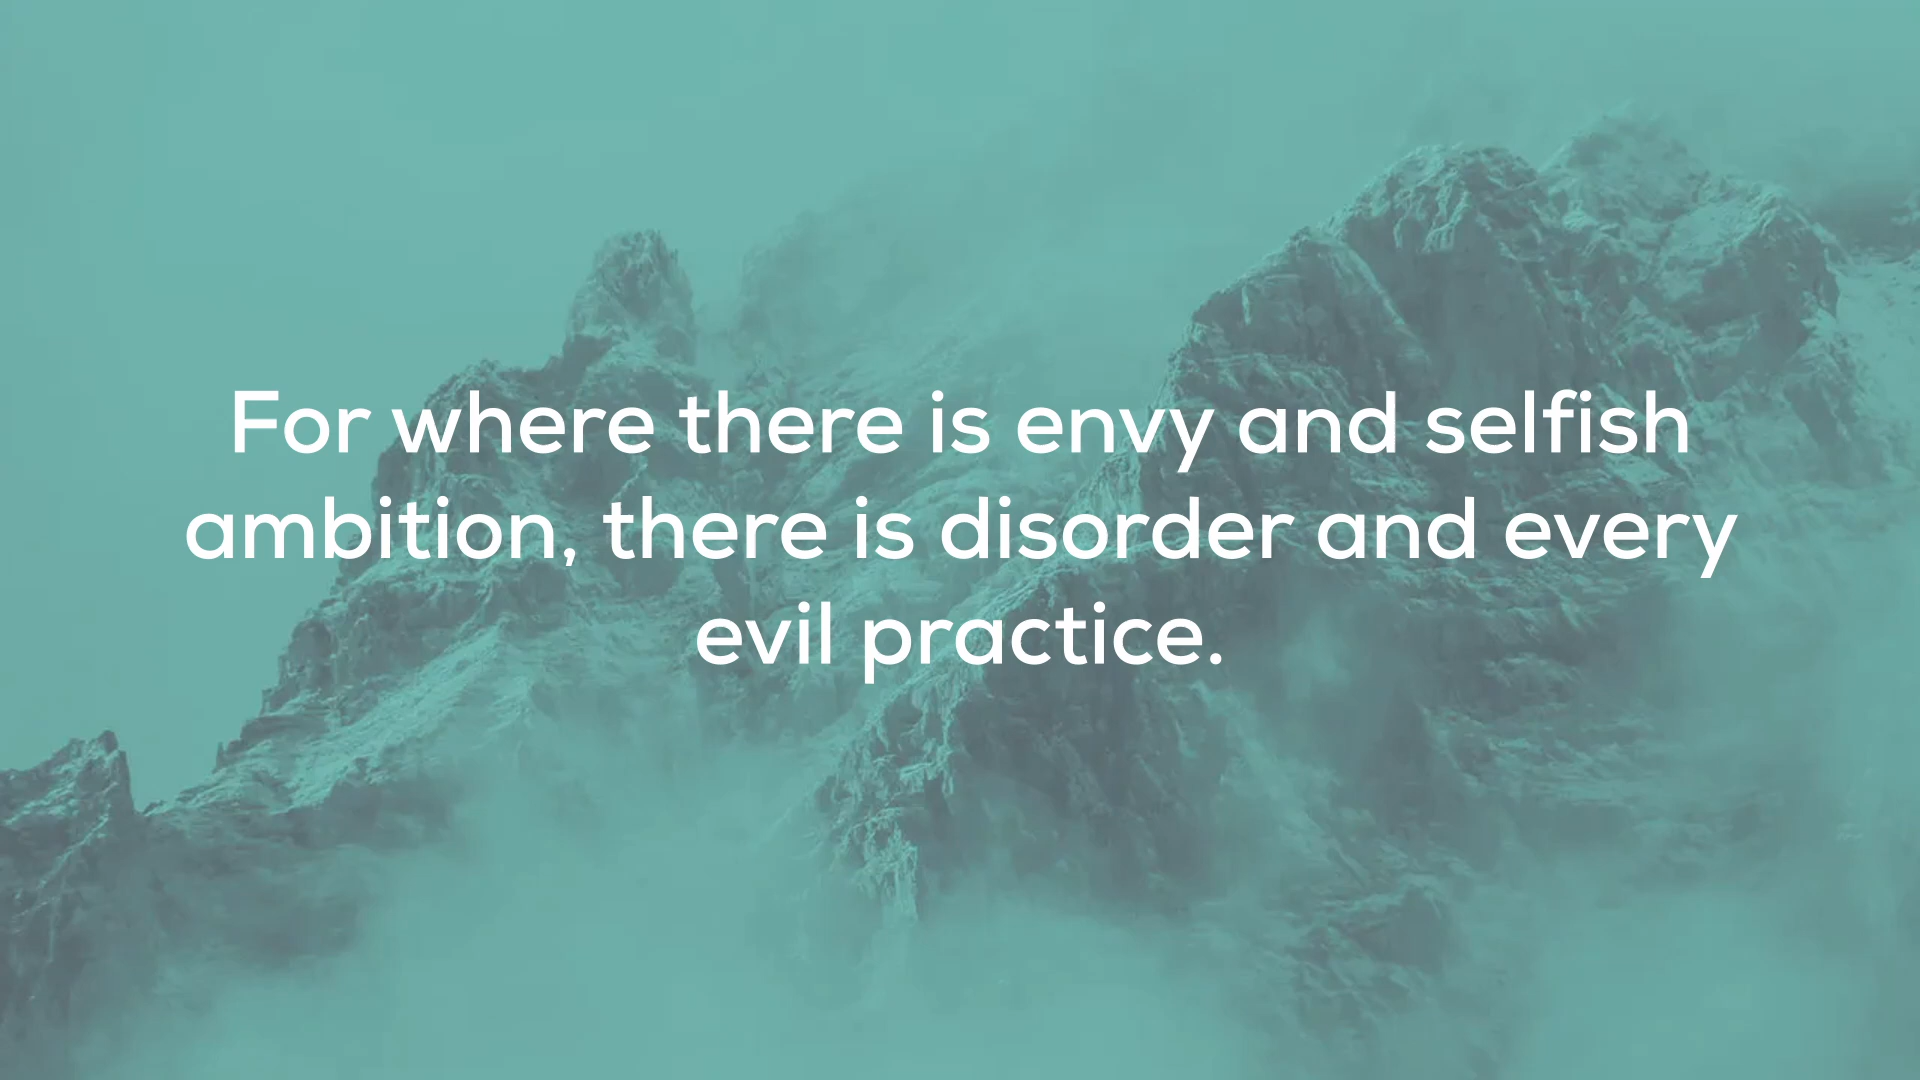 For where there is envy and selfish
ambition, there is disorder and every
evil practice.